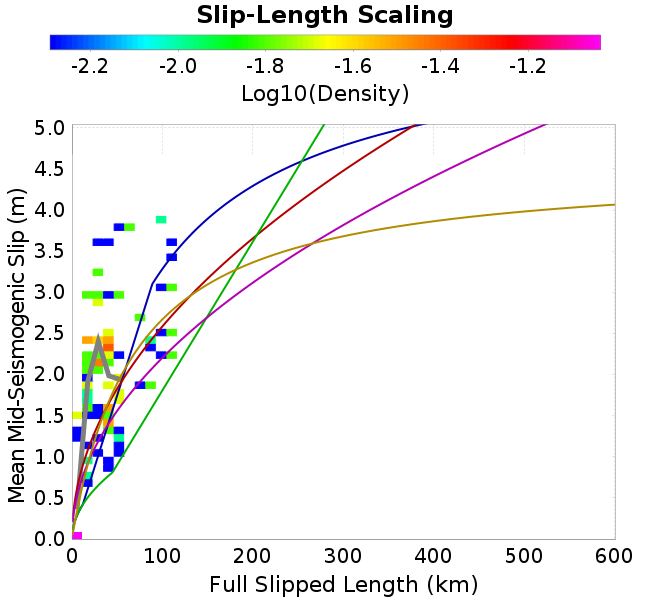 Slip-Length Scaling
-2.2 -2.0 -1.8 -1.6 -1.4 -1.2
Log10(Density)
Mean Mid-Seismogenic Slip (m)
5.0
4.5
4.0
3.5
3.0
2.5
2.0
1.5
1.0
0.5
0.0
0 100 200 300 400 500 600
Full Slipped Length (km)